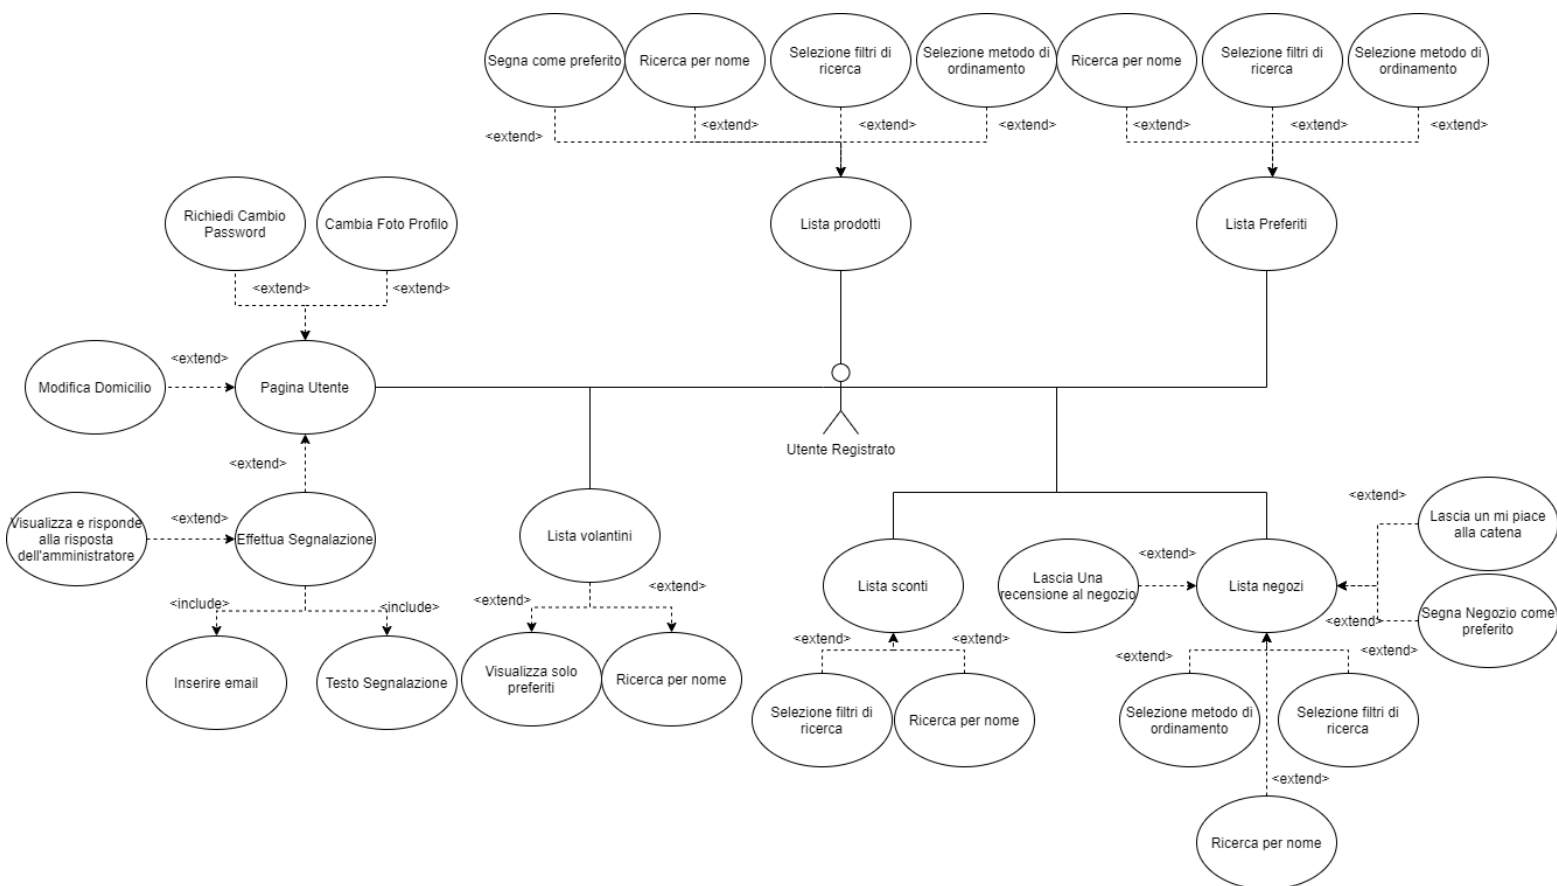 Segna come preferito
Ricerca per nome
Selezione filtri di
ricerca
Selezione metodo di
ordinamento
Ricerca per nome
Selezione filtri di
ricerca
Selezione metodo di
ordinamento
<extend>
<extend>
<extend>
<extend>
<extend>
<extend>
<extend>
Richiedi Cambio
Password
Cambia Foto Profilo
Lista prodotti
Lista Preferiti
<extend>
<extend>
<extend>
Modifica Domicilio
Pagina Utente
Utente Registrato
<extend>
Visualizza e risponde
alla risposta
dell'amministratore
<extend>
Effettua Segnalazione
Lista volantini
<extend>
Lascia un mi piace
alla catena
<extend>
Lista sconti
Lascia Una
recensione al negozio
Lista negozi
<include>
<include>
<extend>
<extend>
<extend>
Segna Negozio come
preferito
<extend>
<extend>
<extend>
<extend>
Inserire email
Testo Segnalazione
Visualizza solo
preferiti
Ricerca per nome
Selezione filtri di
ricerca
Ricerca per nome
Selezione metodo di
ordinamento
Selezione filtri di
ricerca
<extend>
Ricerca per nome